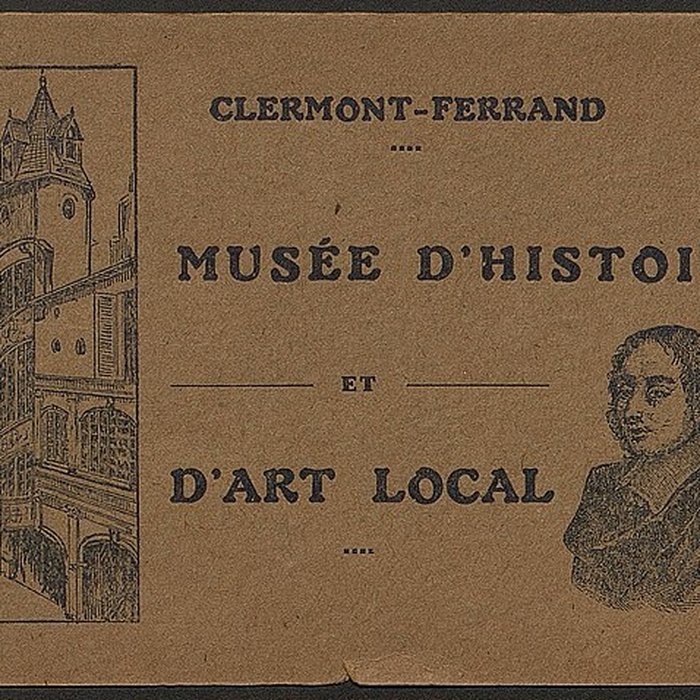 CLERMONT-FERRAND
MUSÉE D'HISTOI
ET
D'ART LOCAL